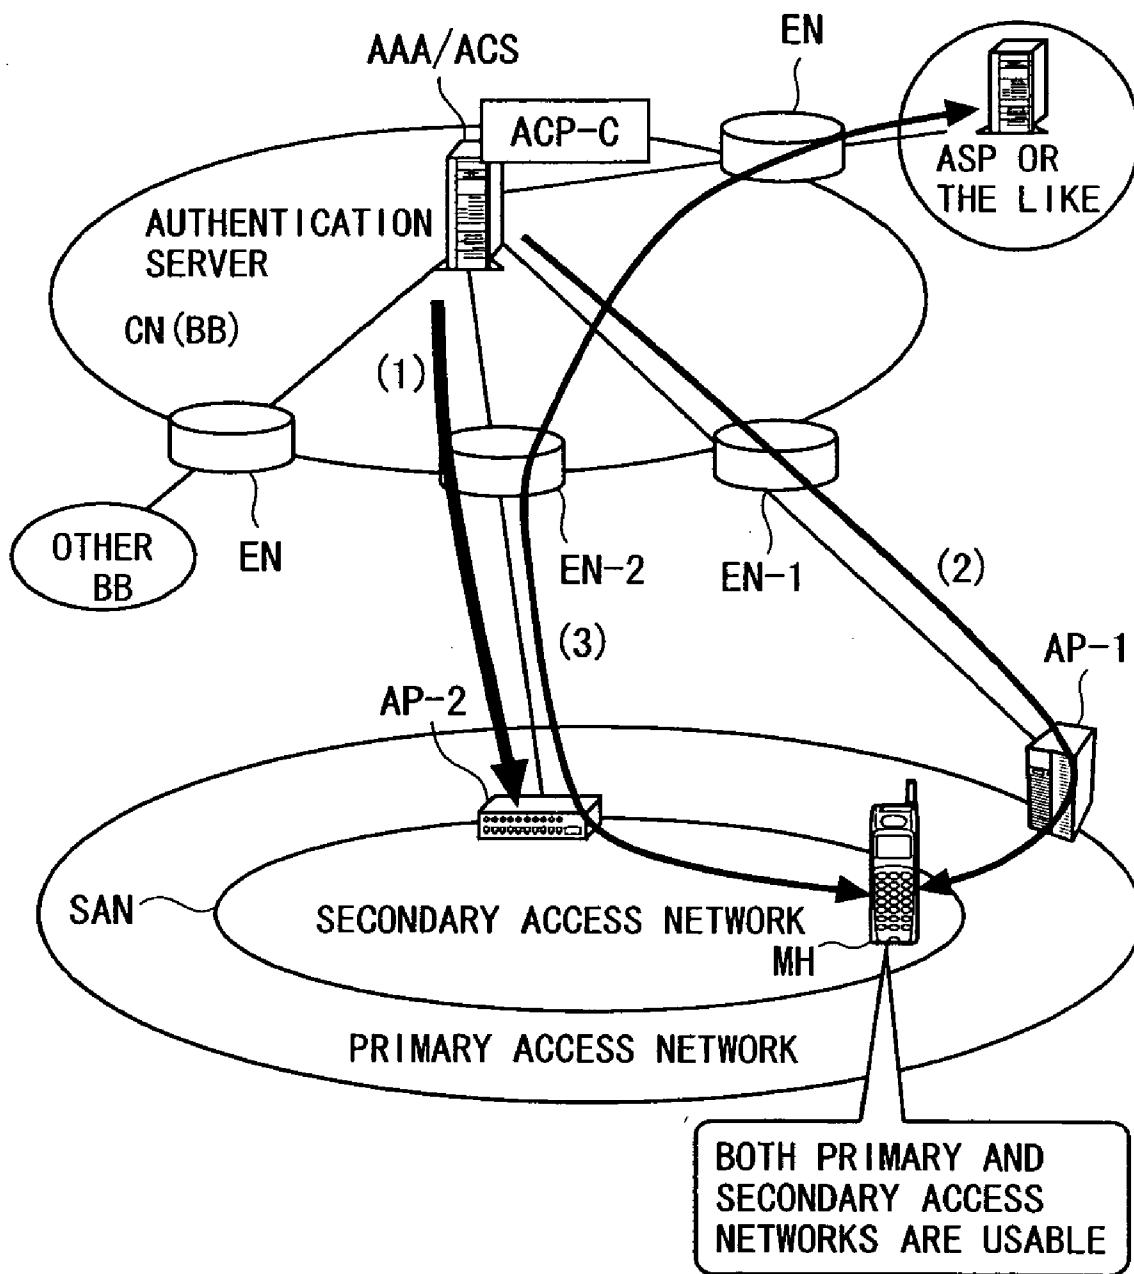 EN
AAA/ACS
ACP-C
ASP OR
THE LIKE
AUTHENTICATION
SERVER
CN(BB)
(1)
OTHER
BB
EN
EN-2
EN-1
(2)
(3)
AP-1
AP-2
SAN
SECONDARY ACCESS NETWORK
MH
PRIMARY ACCESS NETWORK
BOTH PRIMARY AND
SECONDARY ACCESS
NETWORKS ARE USABLE